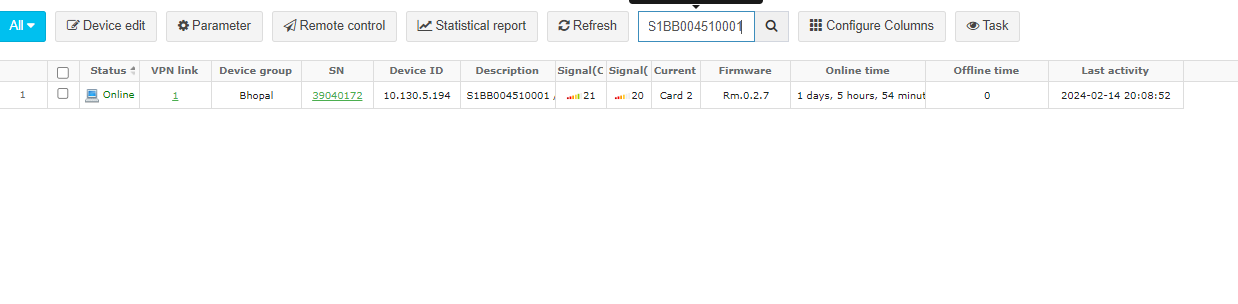 All Device edit Parameter Remote control Statistical report Refresh S1BB004510001 Configure Columns Task
Status VPN link Device group SN Device ID Description Signal(C Signal( Current Firmware Online time Offline time Last activity
1 Online 1 Bhopal 39040172 10.130.5.194 S1BB004510001 / 21 20 Card 2 Rm.0.2.7 1 days, 5 hours, 54 minut 0 2024-02-14 20:08:52